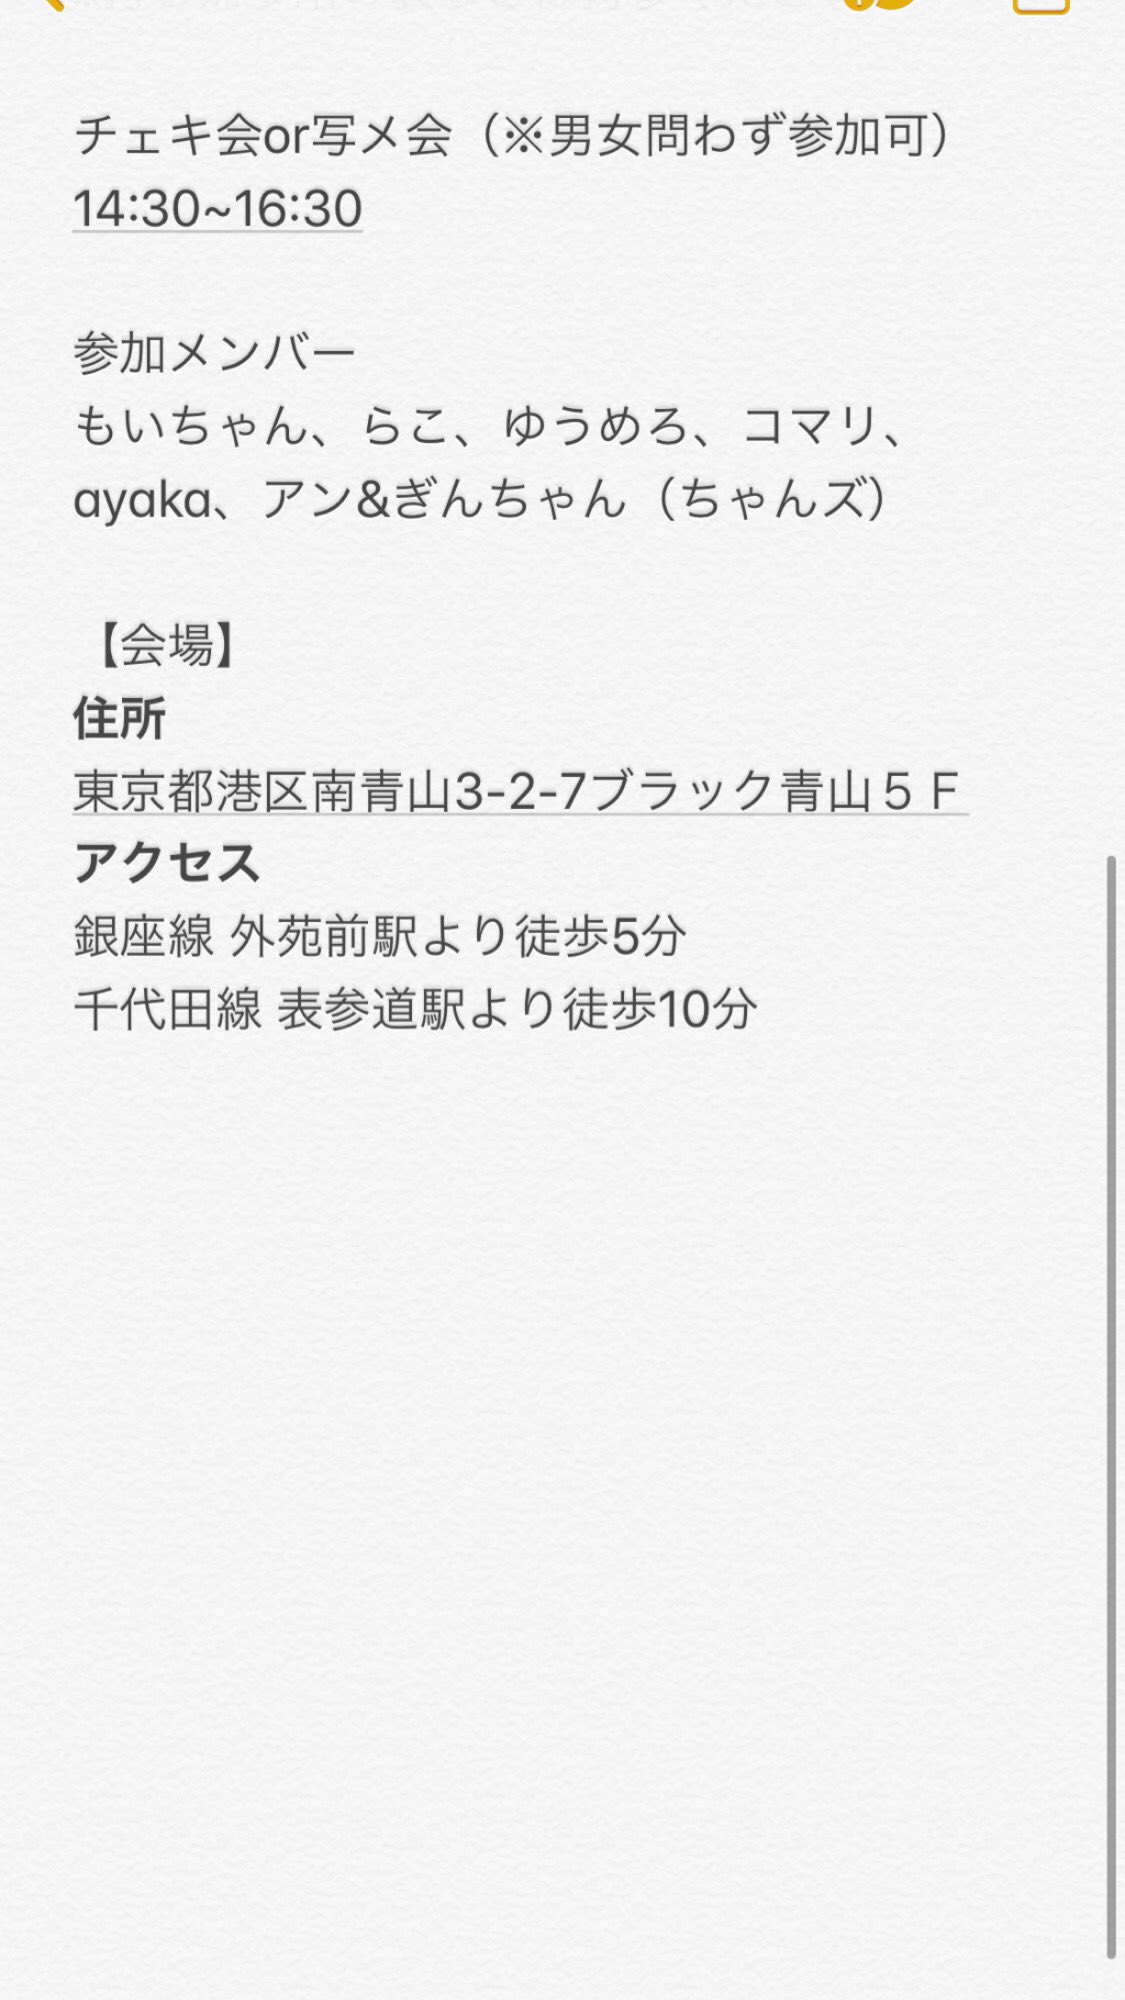 チェキ会or写メ会（※男女問わず参加可）
14:30~16:30
参加メンバー
もいちゃん、らこ、ゆうめろ、コマリ、
ayaka、アン&ぎんちゃん（ちゃんズ）
【会場】
住所
東京都港区南青山3-2-7ブラック青山５Ｆ
アクセス
銀座線 外苑前駅より徒歩5分
千代田線 表参道駅より徒歩10分